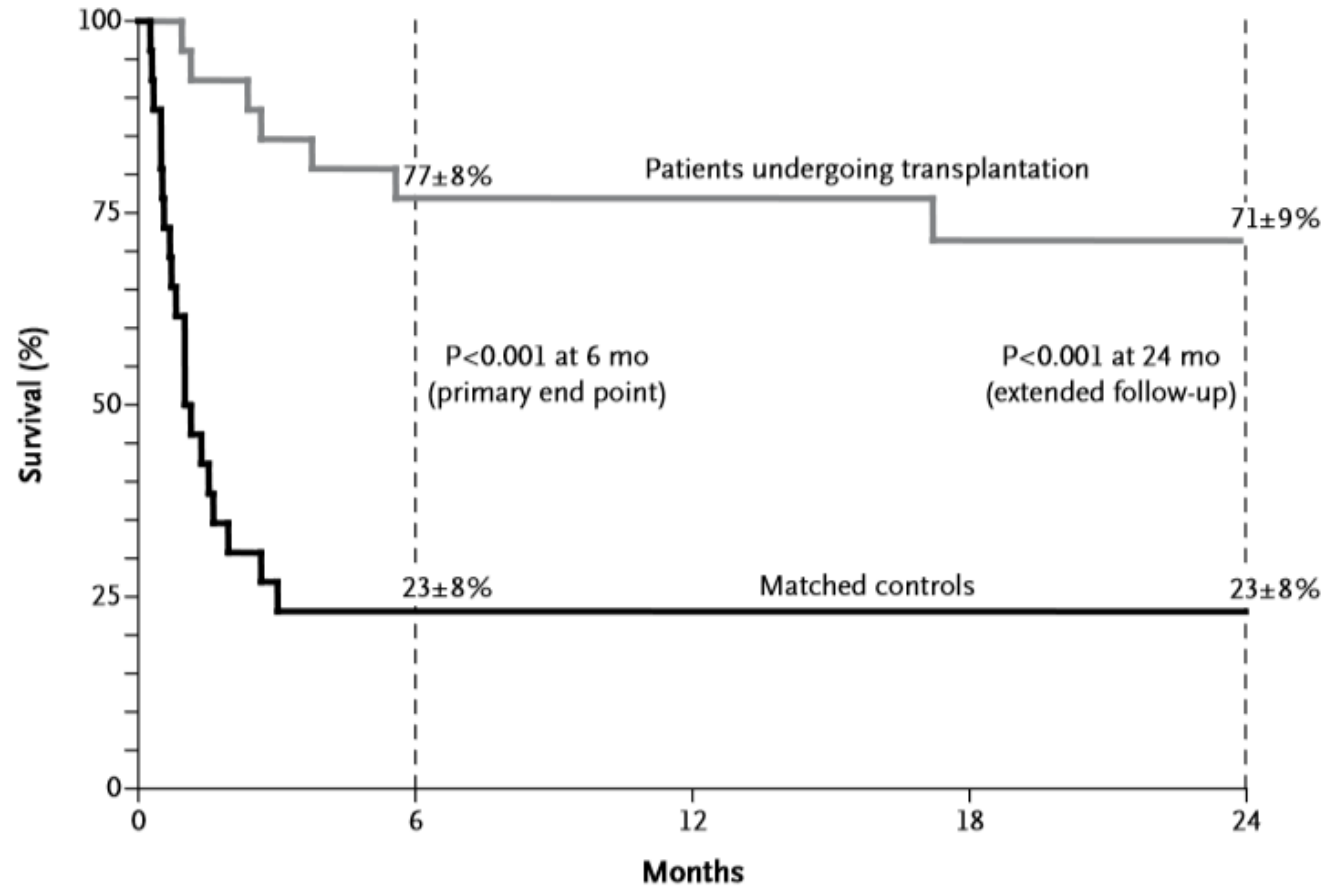 100
77±8%
Patients undergoing transplantation
75
71±9%
P<0.001 at 6 mo
(primary end point)
P<0.001 at 24 mo
(extended follow-up)
Survival (%)
50
25
23±8%
Matched controls
23±8%
0
0
6
12
18
24
Months